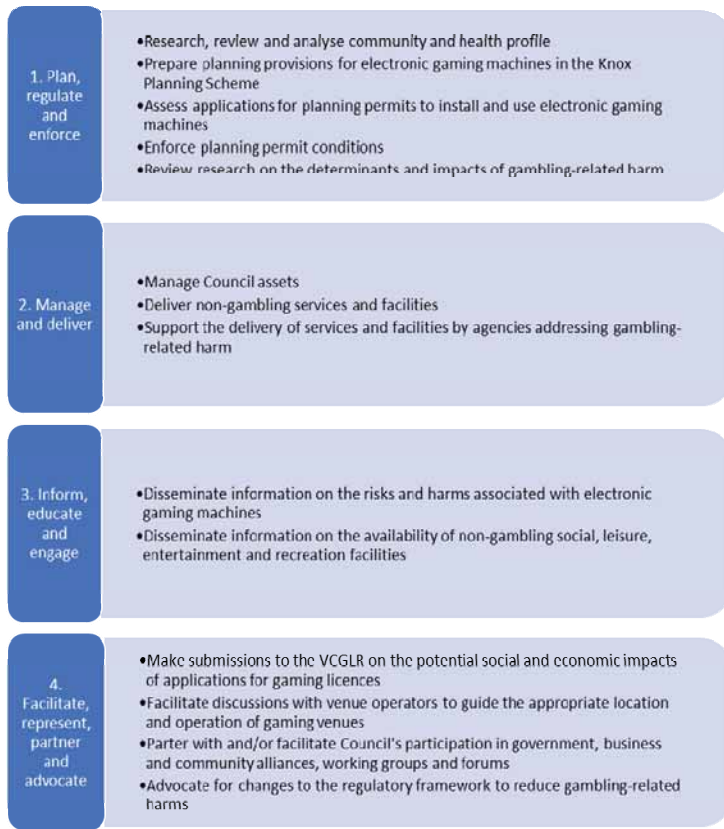 1. Plan,
regulate
and
enforce
•Research, review and analyse community and health profile
•Prepare planning provisions for electronic gaming machines in the Knox
Planning Scheme
•Assess applications for planning permits to install and use electronic gaming
machines
•Enforce planning permit conditions
•Review research on the determinants and impacts of gambling-related harm
2. Manage
and deliver
•Manage Council assets
•Deliver non-gambling services and facilities
•Support the delivery of services and facilities by agencies addressing gambling-
related harm
3. Inform,
educate
and
engage
•Disseminate information on the risks and harms associated with electronic
gaming machines
•Disseminate information on the availability of non-gambling social, leisure,
entertainment and recreation facilities
4.
Facilitate,
represent,
partner
and
advocate
•Make submissions to the VCGLR on the potential social and economic impacts
of applications for gaming licences
•Facilitate discussions with venue operators to guide the appropriate location
and operation of gaming venues
•Parter with and/or facilitate Council's participation in government, business
and community alliances, working groups and forums
•Advocate for changes to the regulatory framework to reduce gambling-related
harms